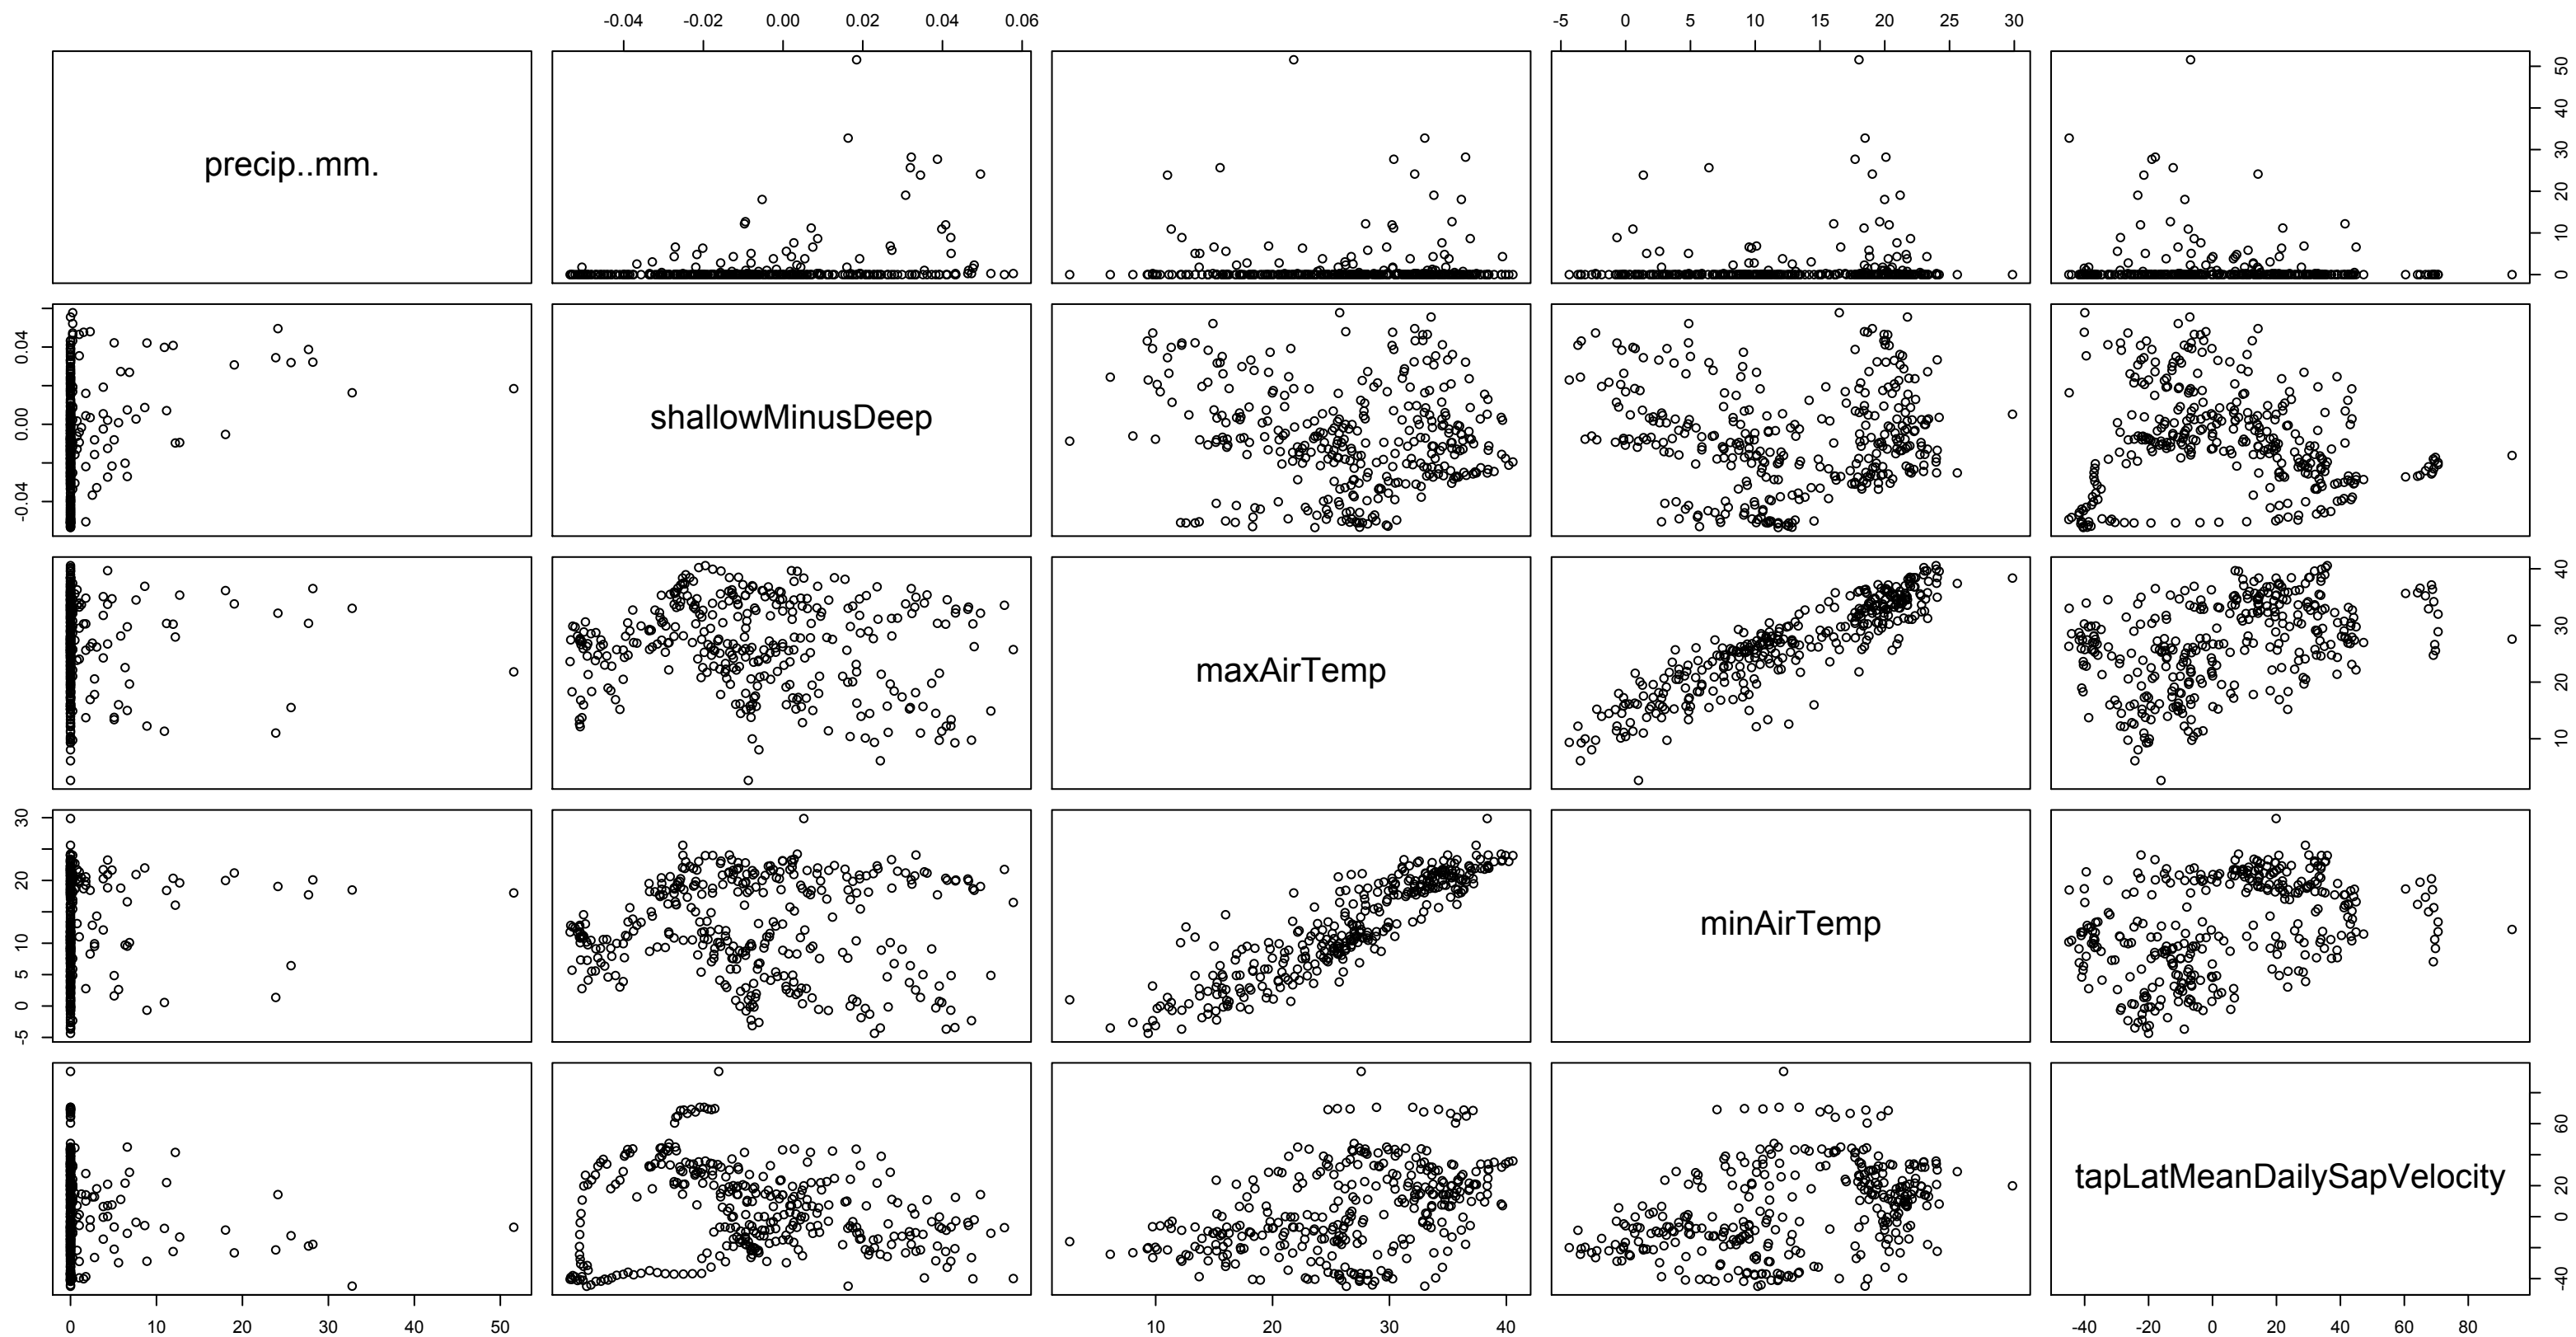 -0.04 -0.02 0.00 0.02 0.04 0.06
-5 0 5 10 15 20 25 30
precip..mm.
0 10 20 30 40 50
-0.04 0.00 0.04
shallowMinusDeep
maxAirTemp
10 20 30 40
-5 0 5 10 20 30
minAirTemp
tapLatMeanDailySapVelocity
-40 0 20 60
0 10 20 30 40 50
10 20 30 40
-40 -20 0 20 40 60 80